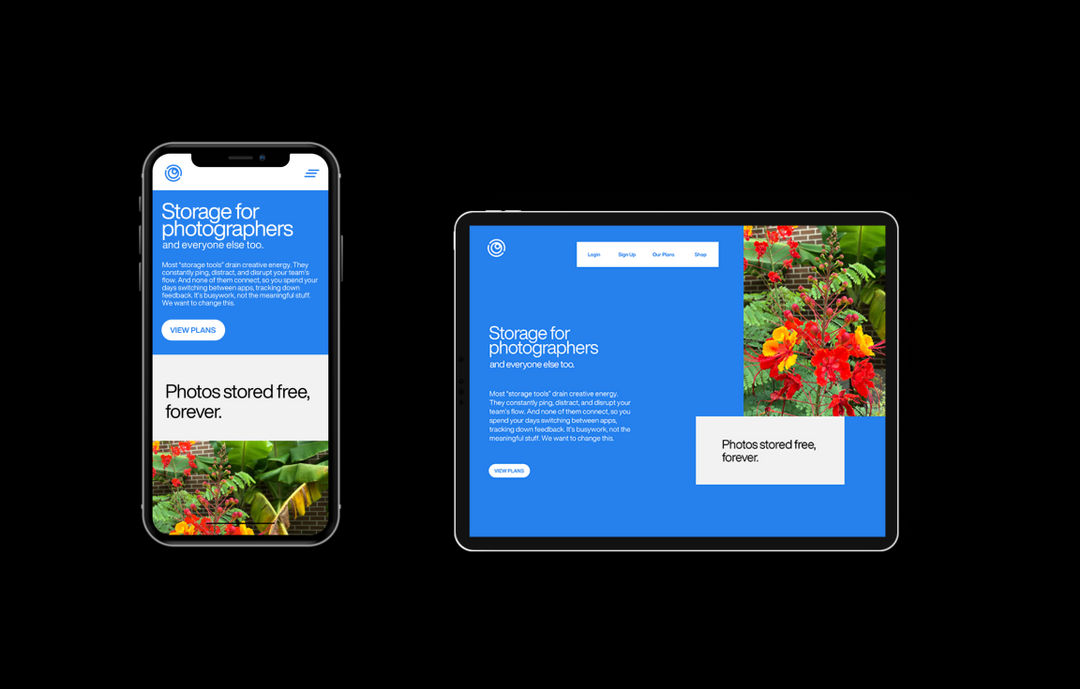 Storage for
photographers
and everyone else too.
Most "storage tools" drain creative energy. They
constantly ping, distract, and disrupt your team's
flow. And none of them connect, so you spend your
days switching between apps, tracking down
feedback. It's busywork, not the meaningful stuff.
We want to change this.
VIEW PLANS
Photos stored free,
forever.
Login Sign Up Our Plans Shop
Storage for
photographers
and everyone else too.
Most "storage tools" drain creative energy.
They constantly ping, distract, and disrupt your
team's flow. And none of them connect, so you
spend your days switching between apps,
tracking down feedback. It's busywork, not the
meaningful stuff. We want to change this.
VIEW PLANS
Photos stored free,
forever.